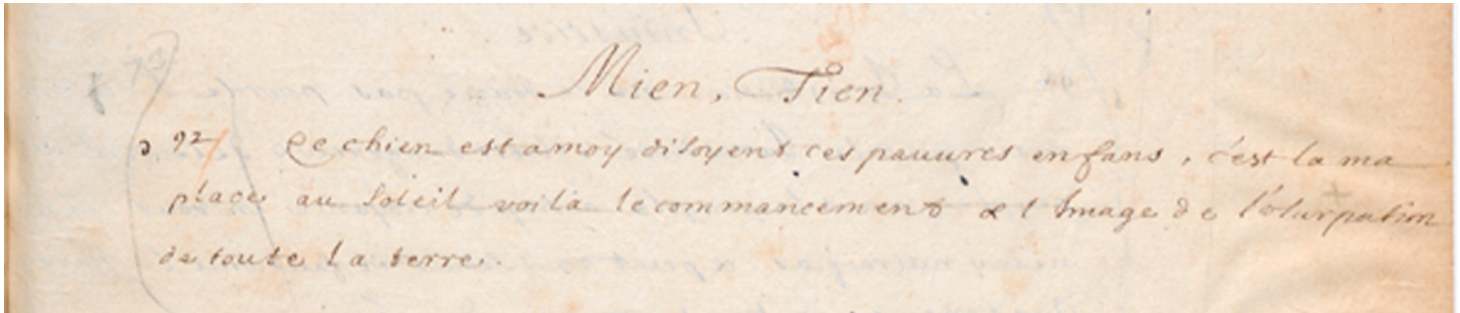 Mien, Tien.
92/ Ce chien est a moy disoyent ces pauures enfans, c'est la ma
place au soleil voila le commancement & l Image de l'usurpation
de toute la terre.